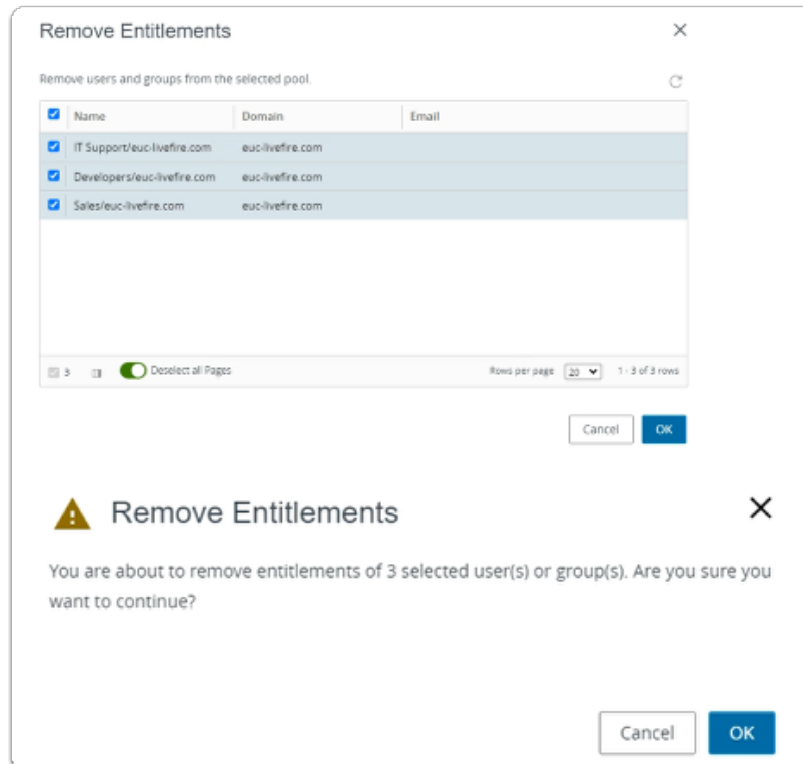 Remove Entitlements
Remove users and groups from the selected pool.
Name Domain Email
IT Support/euc-livefire.com euc-livefire.com
Developers/euc-livefire.com euc-livefire.com
Sales/euc-livefire.com euc-livefire.com
3 Deselect all Pages Rows per page 20 1 - 3 of 3 rows
Cancel OK
Remove Entitlements
You are about to remove entitlements of 3 selected user(s) or group(s). Are you sure you
want to continue?
Cancel OK